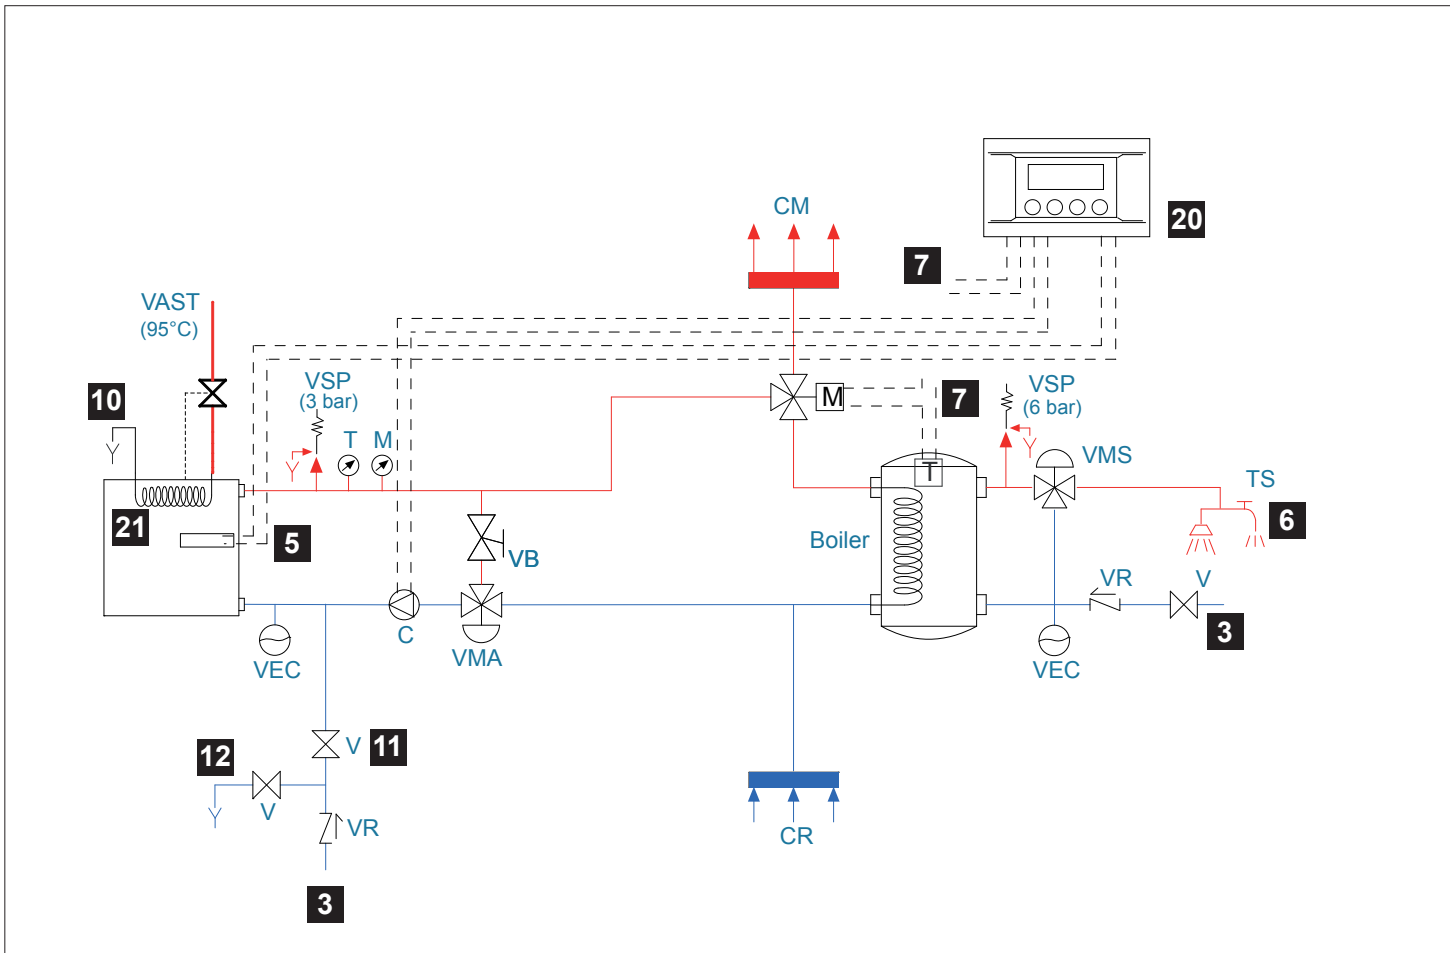 20
CM
7
VAST
(95°C)
10
VSP
(3 bar)
T
M
M
7
VSP
(6 bar)
VMS
T
TS
6
21
5
VB
Boiler
VR
V
3
C
VMA
VEC
VEC
V
11
12
V
VR
CR
3